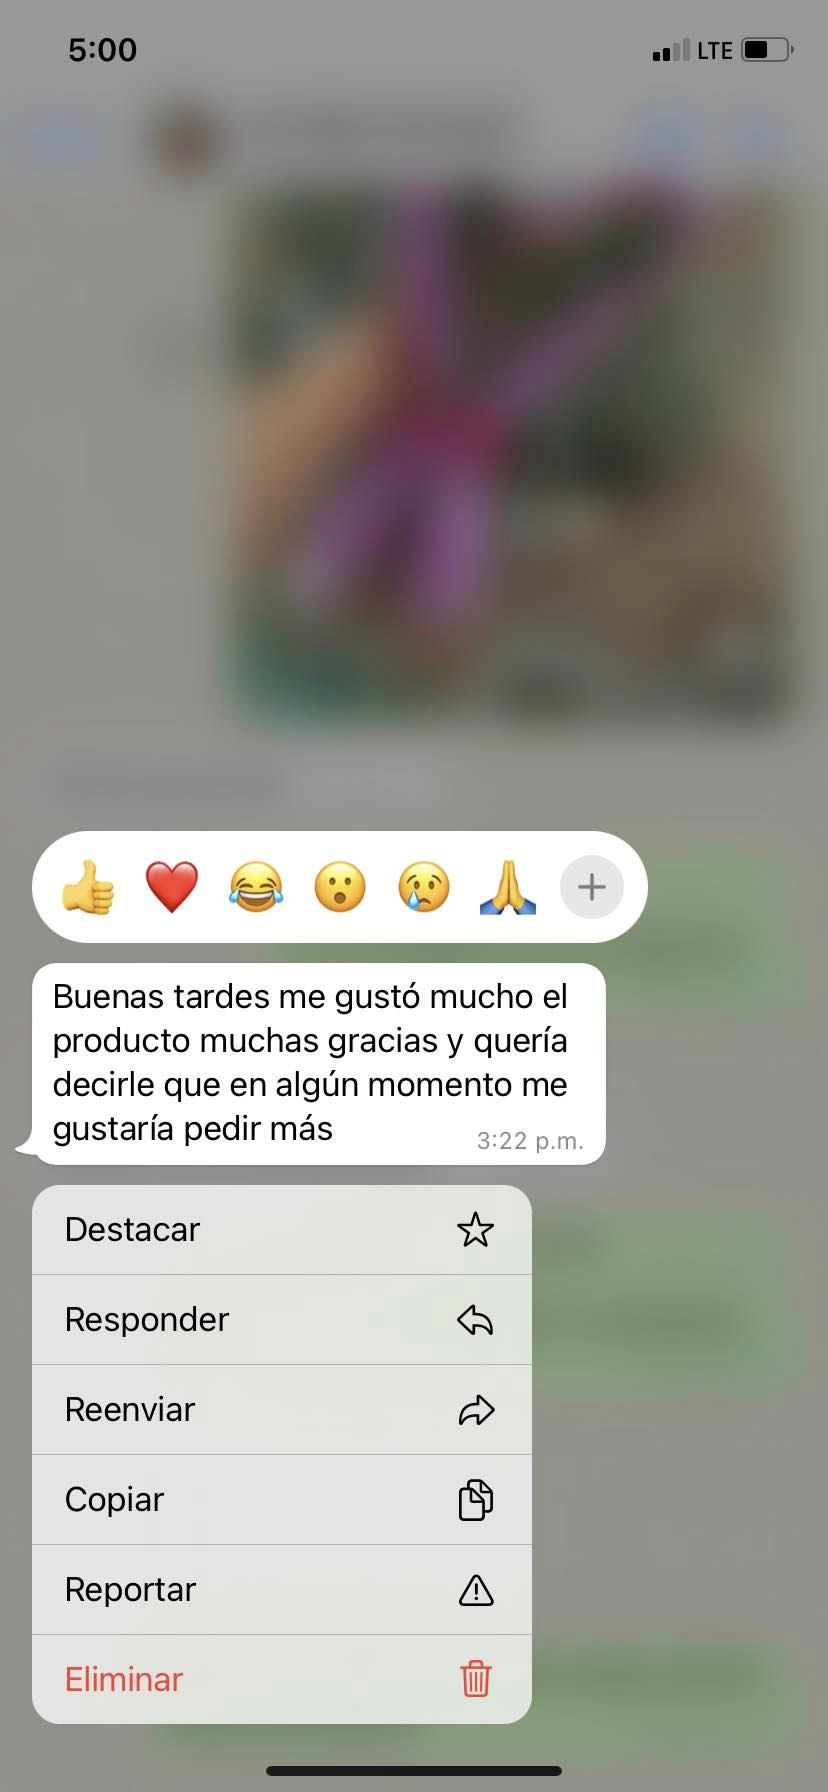 5:00
LTE
Buenas tardes me gustó mucho el
producto muchas gracias y quería
decirle que en algún momento me
gustaría pedir más
3:22 p.m.
Destacar
Responder
Reenviar
Copiar
Reportar
Eliminar